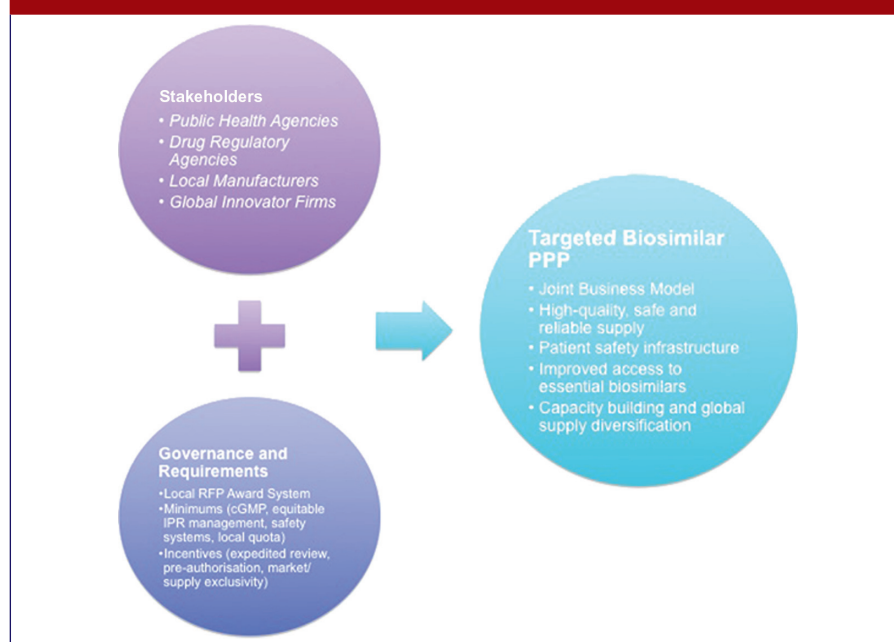 Stakeholders
• Public Health Agencies
• Drug Regulatory
Agencies
• Local Manufacturers
• Global Innovator Firms
Governance and
Requirements
•Local RFP Award System
•Minimums (cGMP, equitable
IPR management, safety
systems, local quota)
•Incentives (expedited review,
pre-authorisation, market/
supply exclusivity)
Targeted Biosimilar
PPP
• Joint Business Model
• High-quality, safe and
reliable supply
• Patient safety infrastructure
• Improved access to
essential biosimilars
• Capacity building and global
supply diversification